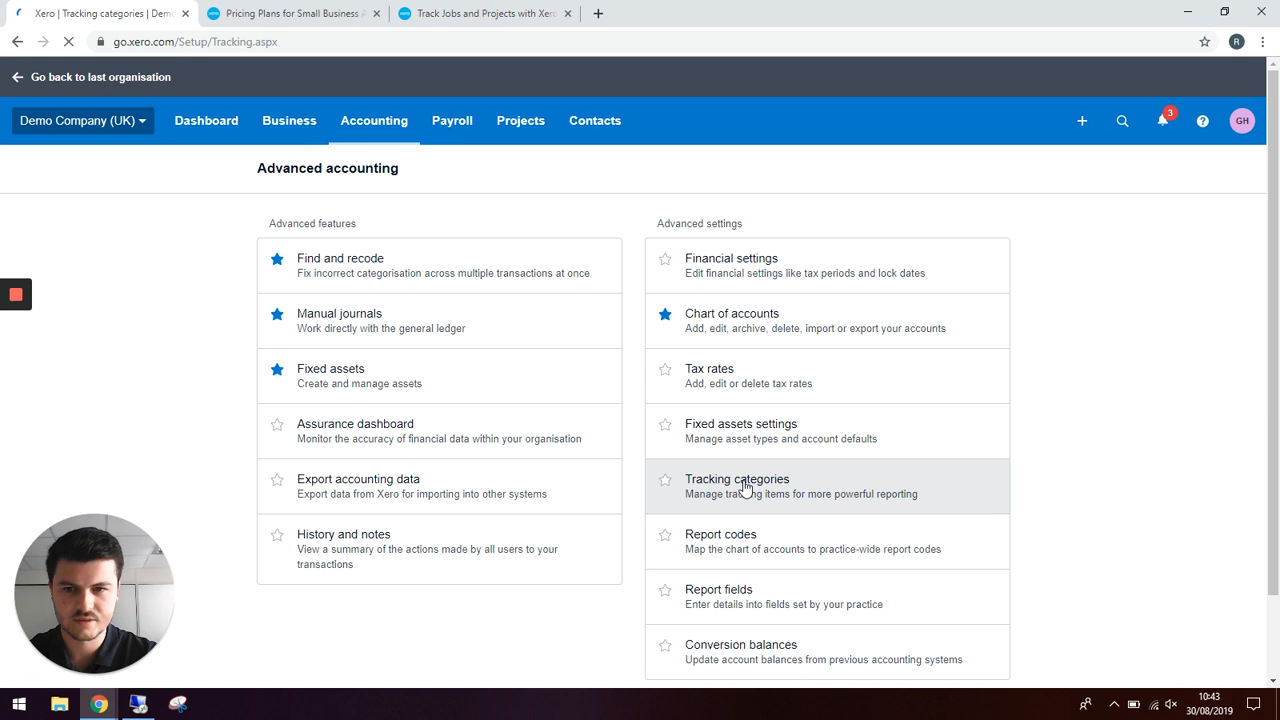 Xero | Tracking categories | Demo
Pricing Plans for Small Business A
Track Jobs and Projects with Xero
go.xero.com/Setup/Tracking.aspx
R
Go back to last organisation
Demo Company (UK) Dashboard Business Accounting Payroll Projects Contacts 3 GH
Advanced accounting
Advanced features
Find and recode
Fix incorrect categorisation across multiple transactions at once
Manual journals
Work directly with the general ledger
Fixed assets
Create and manage assets
Assurance dashboard
Monitor the accuracy of financial data within your organisation
Export accounting data
Export data from Xero for importing into other systems
History and notes
View a summary of the actions made by all users to your
transactions
Advanced settings
Financial settings
Edit financial settings like tax periods and lock dates
Chart of accounts
Add, edit, archive, delete, import or export your accounts
Tax rates
Add, edit or delete tax rates
Fixed assets settings
Manage asset types and account defaults
Tracking categories
Manage tracking items for more powerful reporting
Report codes
Map the chart of accounts to practice-wide report codes
Report fields
Enter details into fields set by your practice
Conversion balances
Update account balances from previous accounting systems
10:43
30/08/2019